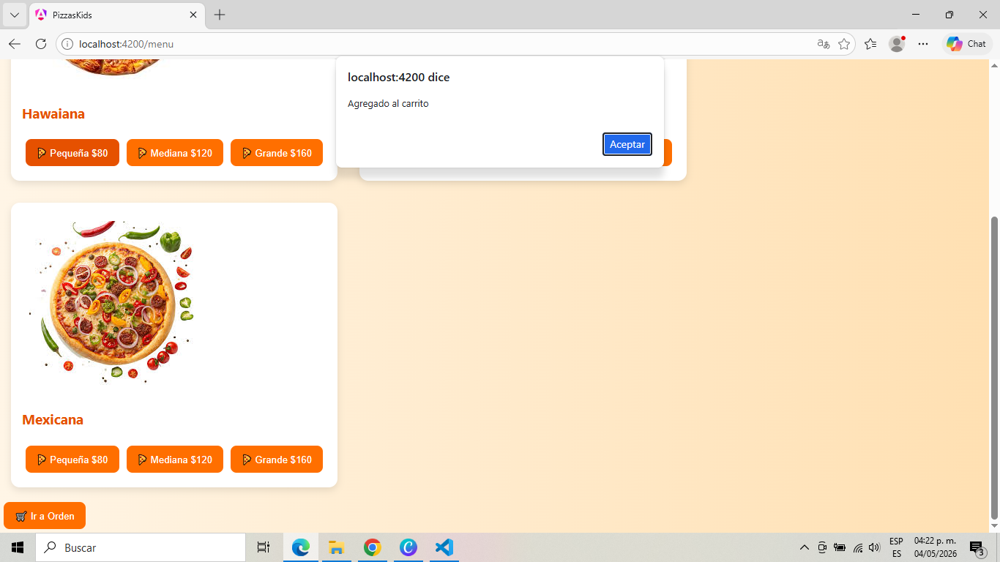 PizzasKids
localhost:4200/menu
Chat
localhost:4200 dice
Agregado al carrito
Aceptar
Hawaiana
Pequeña $80
Mediana $120
Grande $160
Mexicana
Pequeña $80
Mediana $120
Grande $160
Ir a Orden
Buscar
ESP
ES
04:22 p. m.
04/05/2026
3